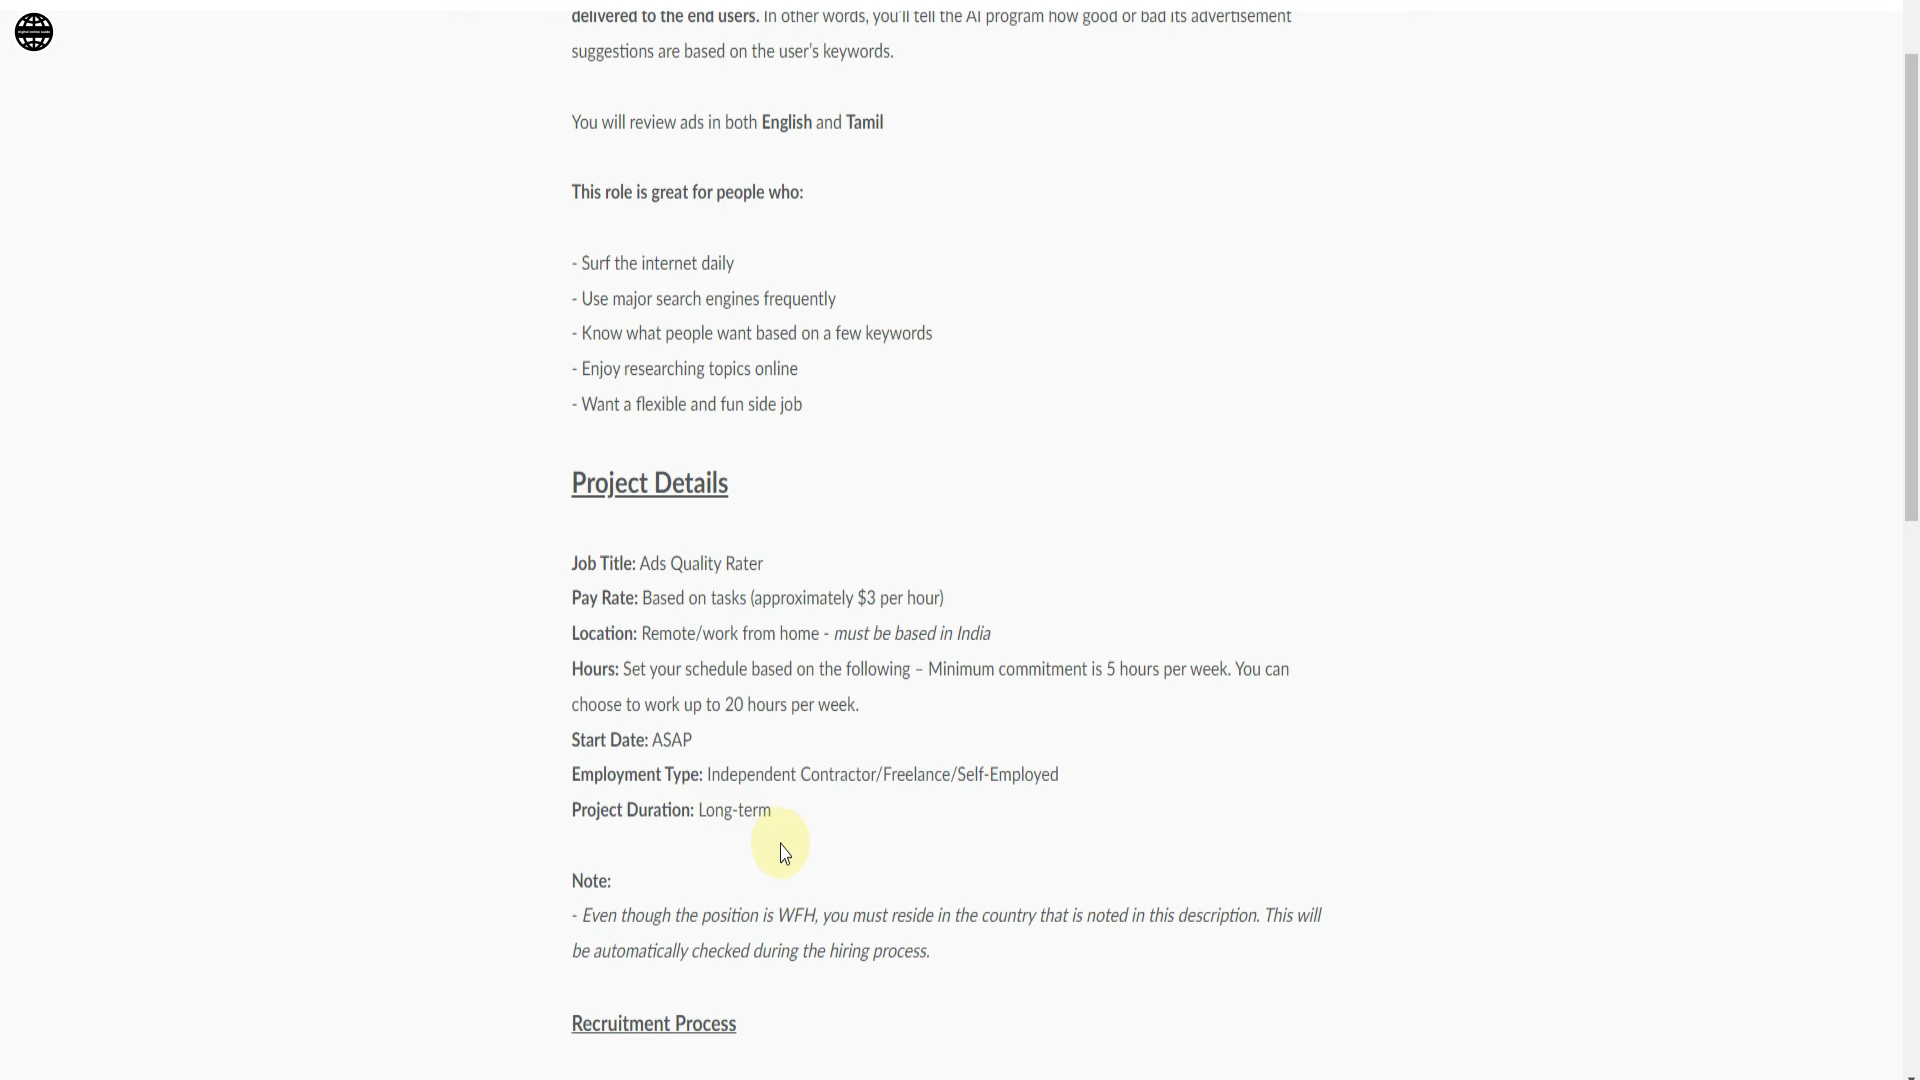 delivered to the end users. In other words, you'll tell the AI program how good or bad its advertisement
suggestions are based on the user's keywords.
You will review ads in both English and Tamil
This role is great for people who:
- Surf the internet daily
- Use major search engines frequently
- Know what people want based on a few keywords
- Enjoy researching topics online
- Want a flexible and fun side job
Project Details
Job Title: Ads Quality Rater
Pay Rate: Based on tasks (approximately $3 per hour)
Location: Remote/work from home - must be based in India
Hours: Set your schedule based on the following – Minimum commitment is 5 hours per week. You can
choose to work up to 20 hours per week.
Start Date: ASAP
Employment Type: Independent Contractor/Freelance/Self-Employed
Project Duration: Long-term
Note:
- Even though the position is WFH, you must reside in the country that is noted in this description. This will
be automatically checked during the hiring process.
Recruitment Process